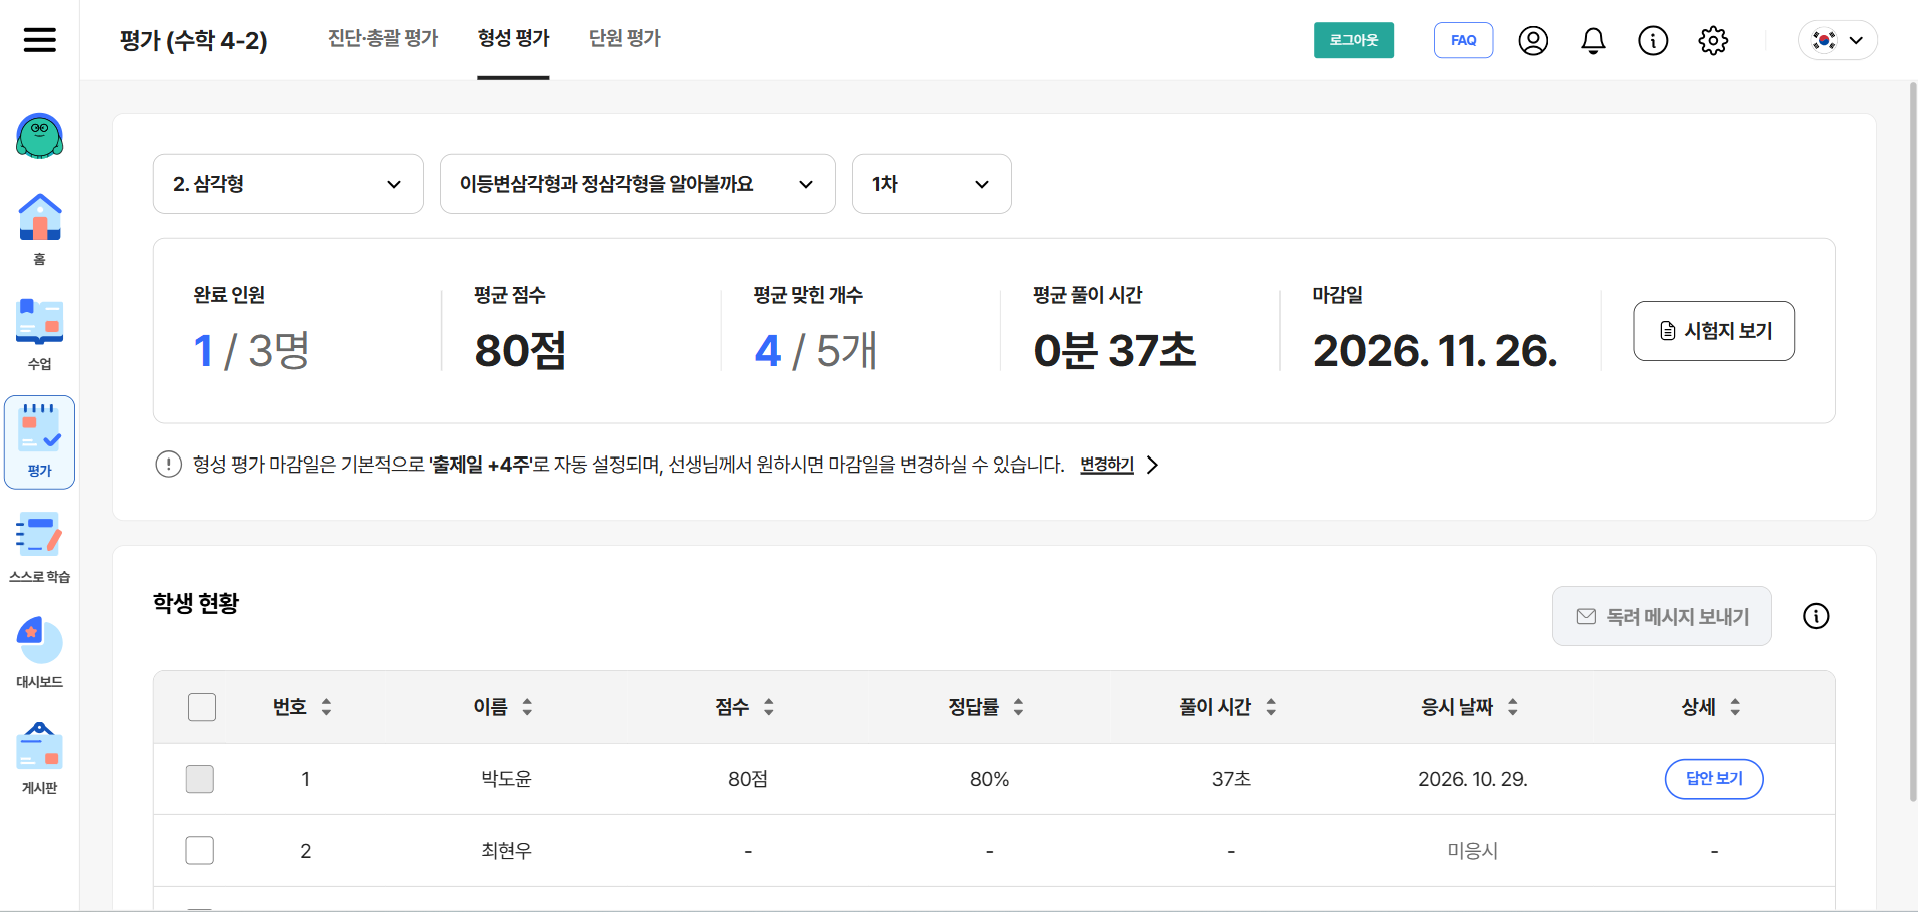 평가 (수학 4-2)
진단·총괄 평가
형성 평가
단원 평가
로그아웃
FAQ
홈
수업
평가
스스로 학습
대시보드
게시판
2. 삼각형
이등변삼각형과 정삼각형을 알아볼까요
1차
완료 인원
1 / 3명
평균 점수
80점
평균 맞힌 개수
4 / 5개
평균 풀이 시간
0분 37초
마감일
2026. 11. 26.
시험지 보기
형성 평가 마감일은 기본적으로 '출제일 +4주'로 자동 설정되며, 선생님께서 원하시면 마감일을 변경하실 수 있습니다. 변경하기
학생 현황
독려 메시지 보내기
번호 이름 점수 정답률 풀이 시간 응시 날짜 상세
1 박도윤 80점 80% 37초 2026. 10. 29. 답안 보기
2 최현우 - - - 미응시 -